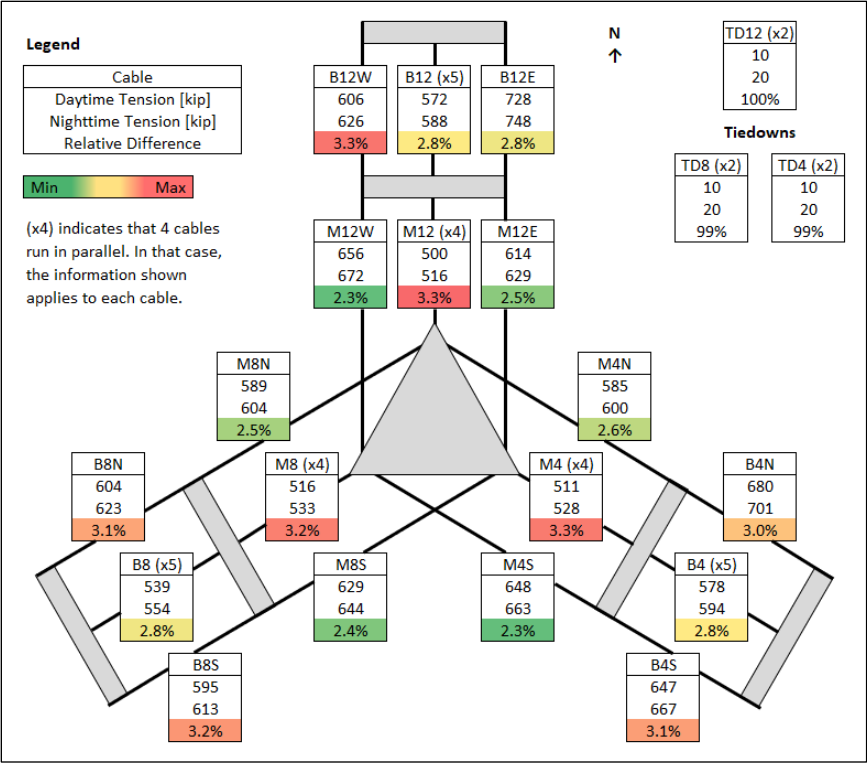 Legend
Cable
Daytime Tension [kip]
Nighttime Tension [kip]
Relative Difference
Min Max
(x4) indicates that 4 cables
run in parallel. In that case,
the information shown
applies to each cable.
N
↑
TD12 (x2)
10
20
100%
Tiedowns
TD8 (x2)
10
20
99%
TD4 (x2)
10
20
99%
B12W
606
626
3.3%
B12 (x5)
572
588
2.8%
B12E
728
748
2.8%
M12W
656
672
2.3%
M12 (x4)
500
516
3.3%
M12E
614
629
2.5%
M8N
589
604
2.5%
M4N
585
600
2.6%
B8N
604
623
3.1%
M8 (x4)
516
533
3.2%
M4 (x4)
511
528
3.3%
B4N
680
701
3.0%
B8 (x5)
539
554
2.8%
M8S
629
644
2.4%
M4S
648
663
2.3%
B4 (x5)
578
594
2.8%
B8S
595
613
3.2%
B4S
647
667
3.1%